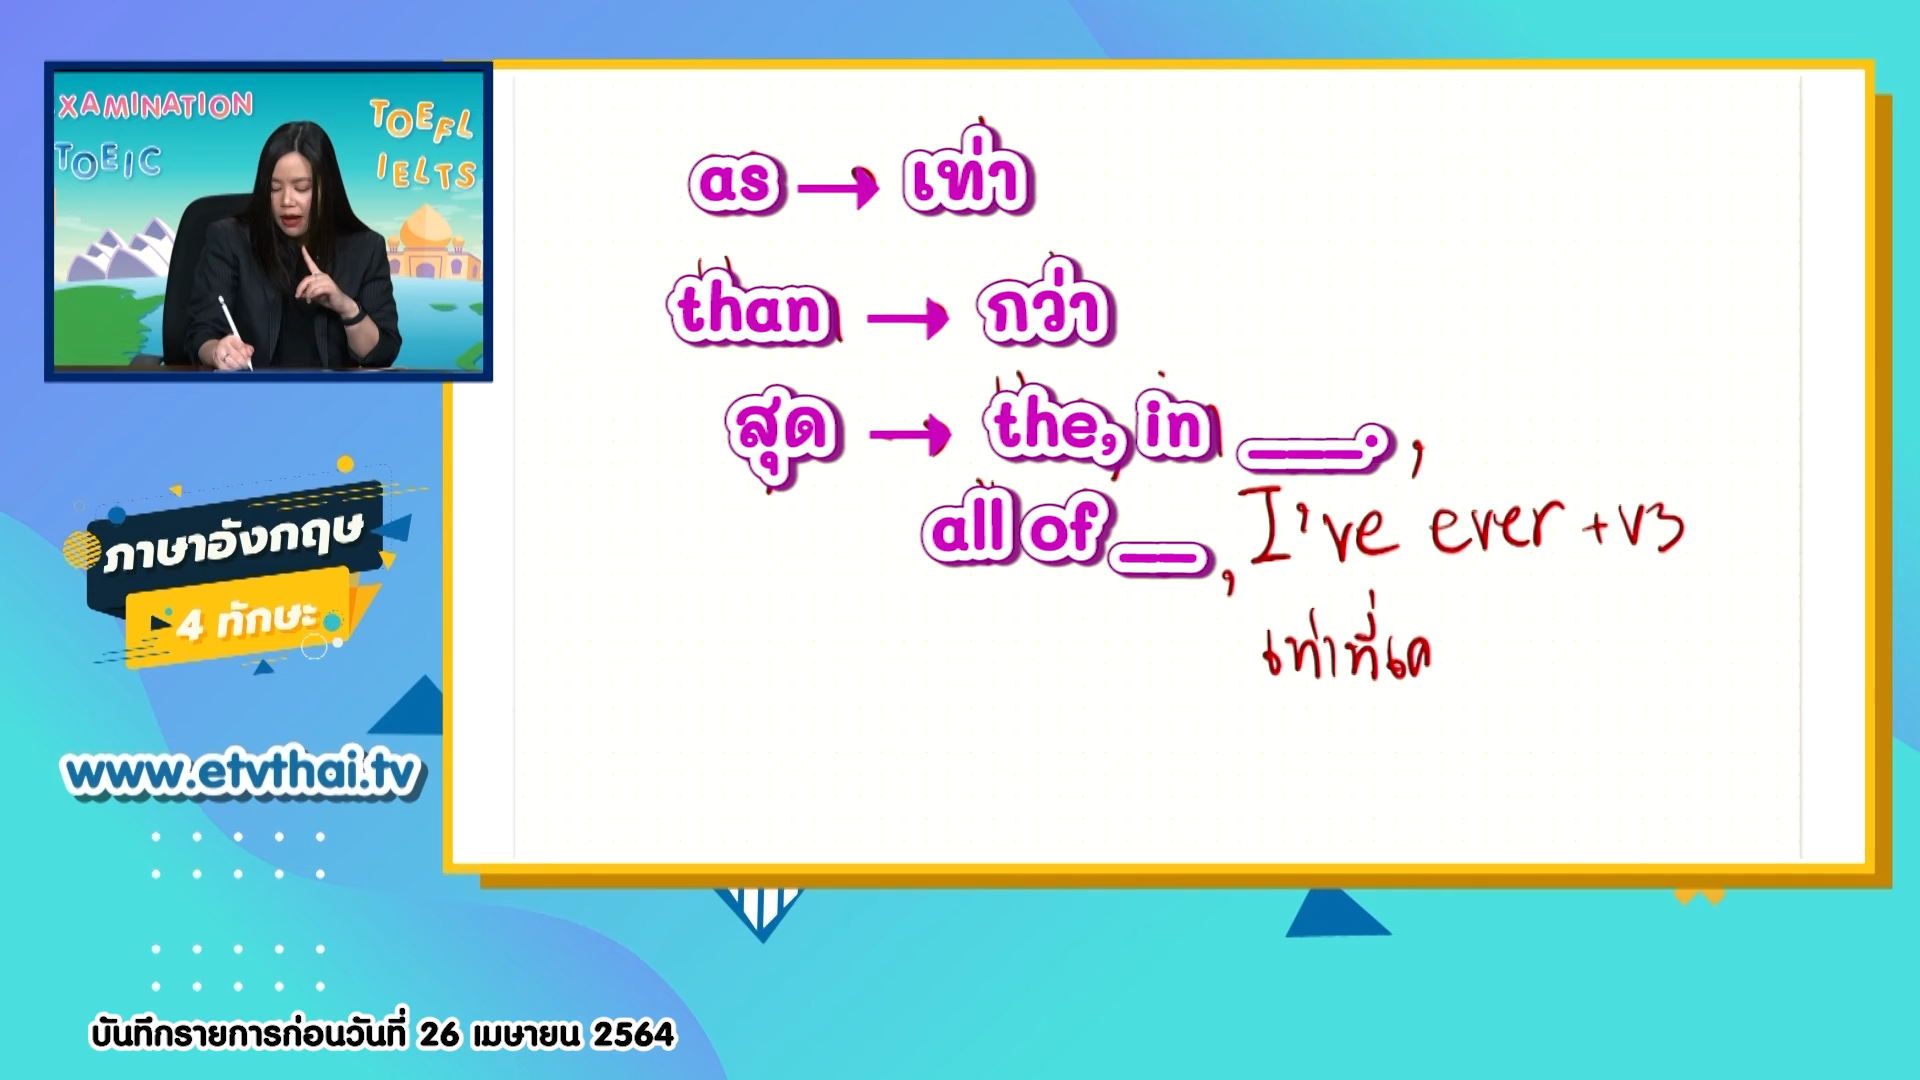 XAMINATION
TOEIC
TOEFL
IELTS
as → เท่า
than → กว่า
สุด → the, in ____. ,
all of ___, I've ever +v3
เท่าที่เค
ภาษาอังกฤษ
4 ทักษะ
www.etvthai.tv
บันทึกรายการก่อนวันที่ 26 เมษายน 2564